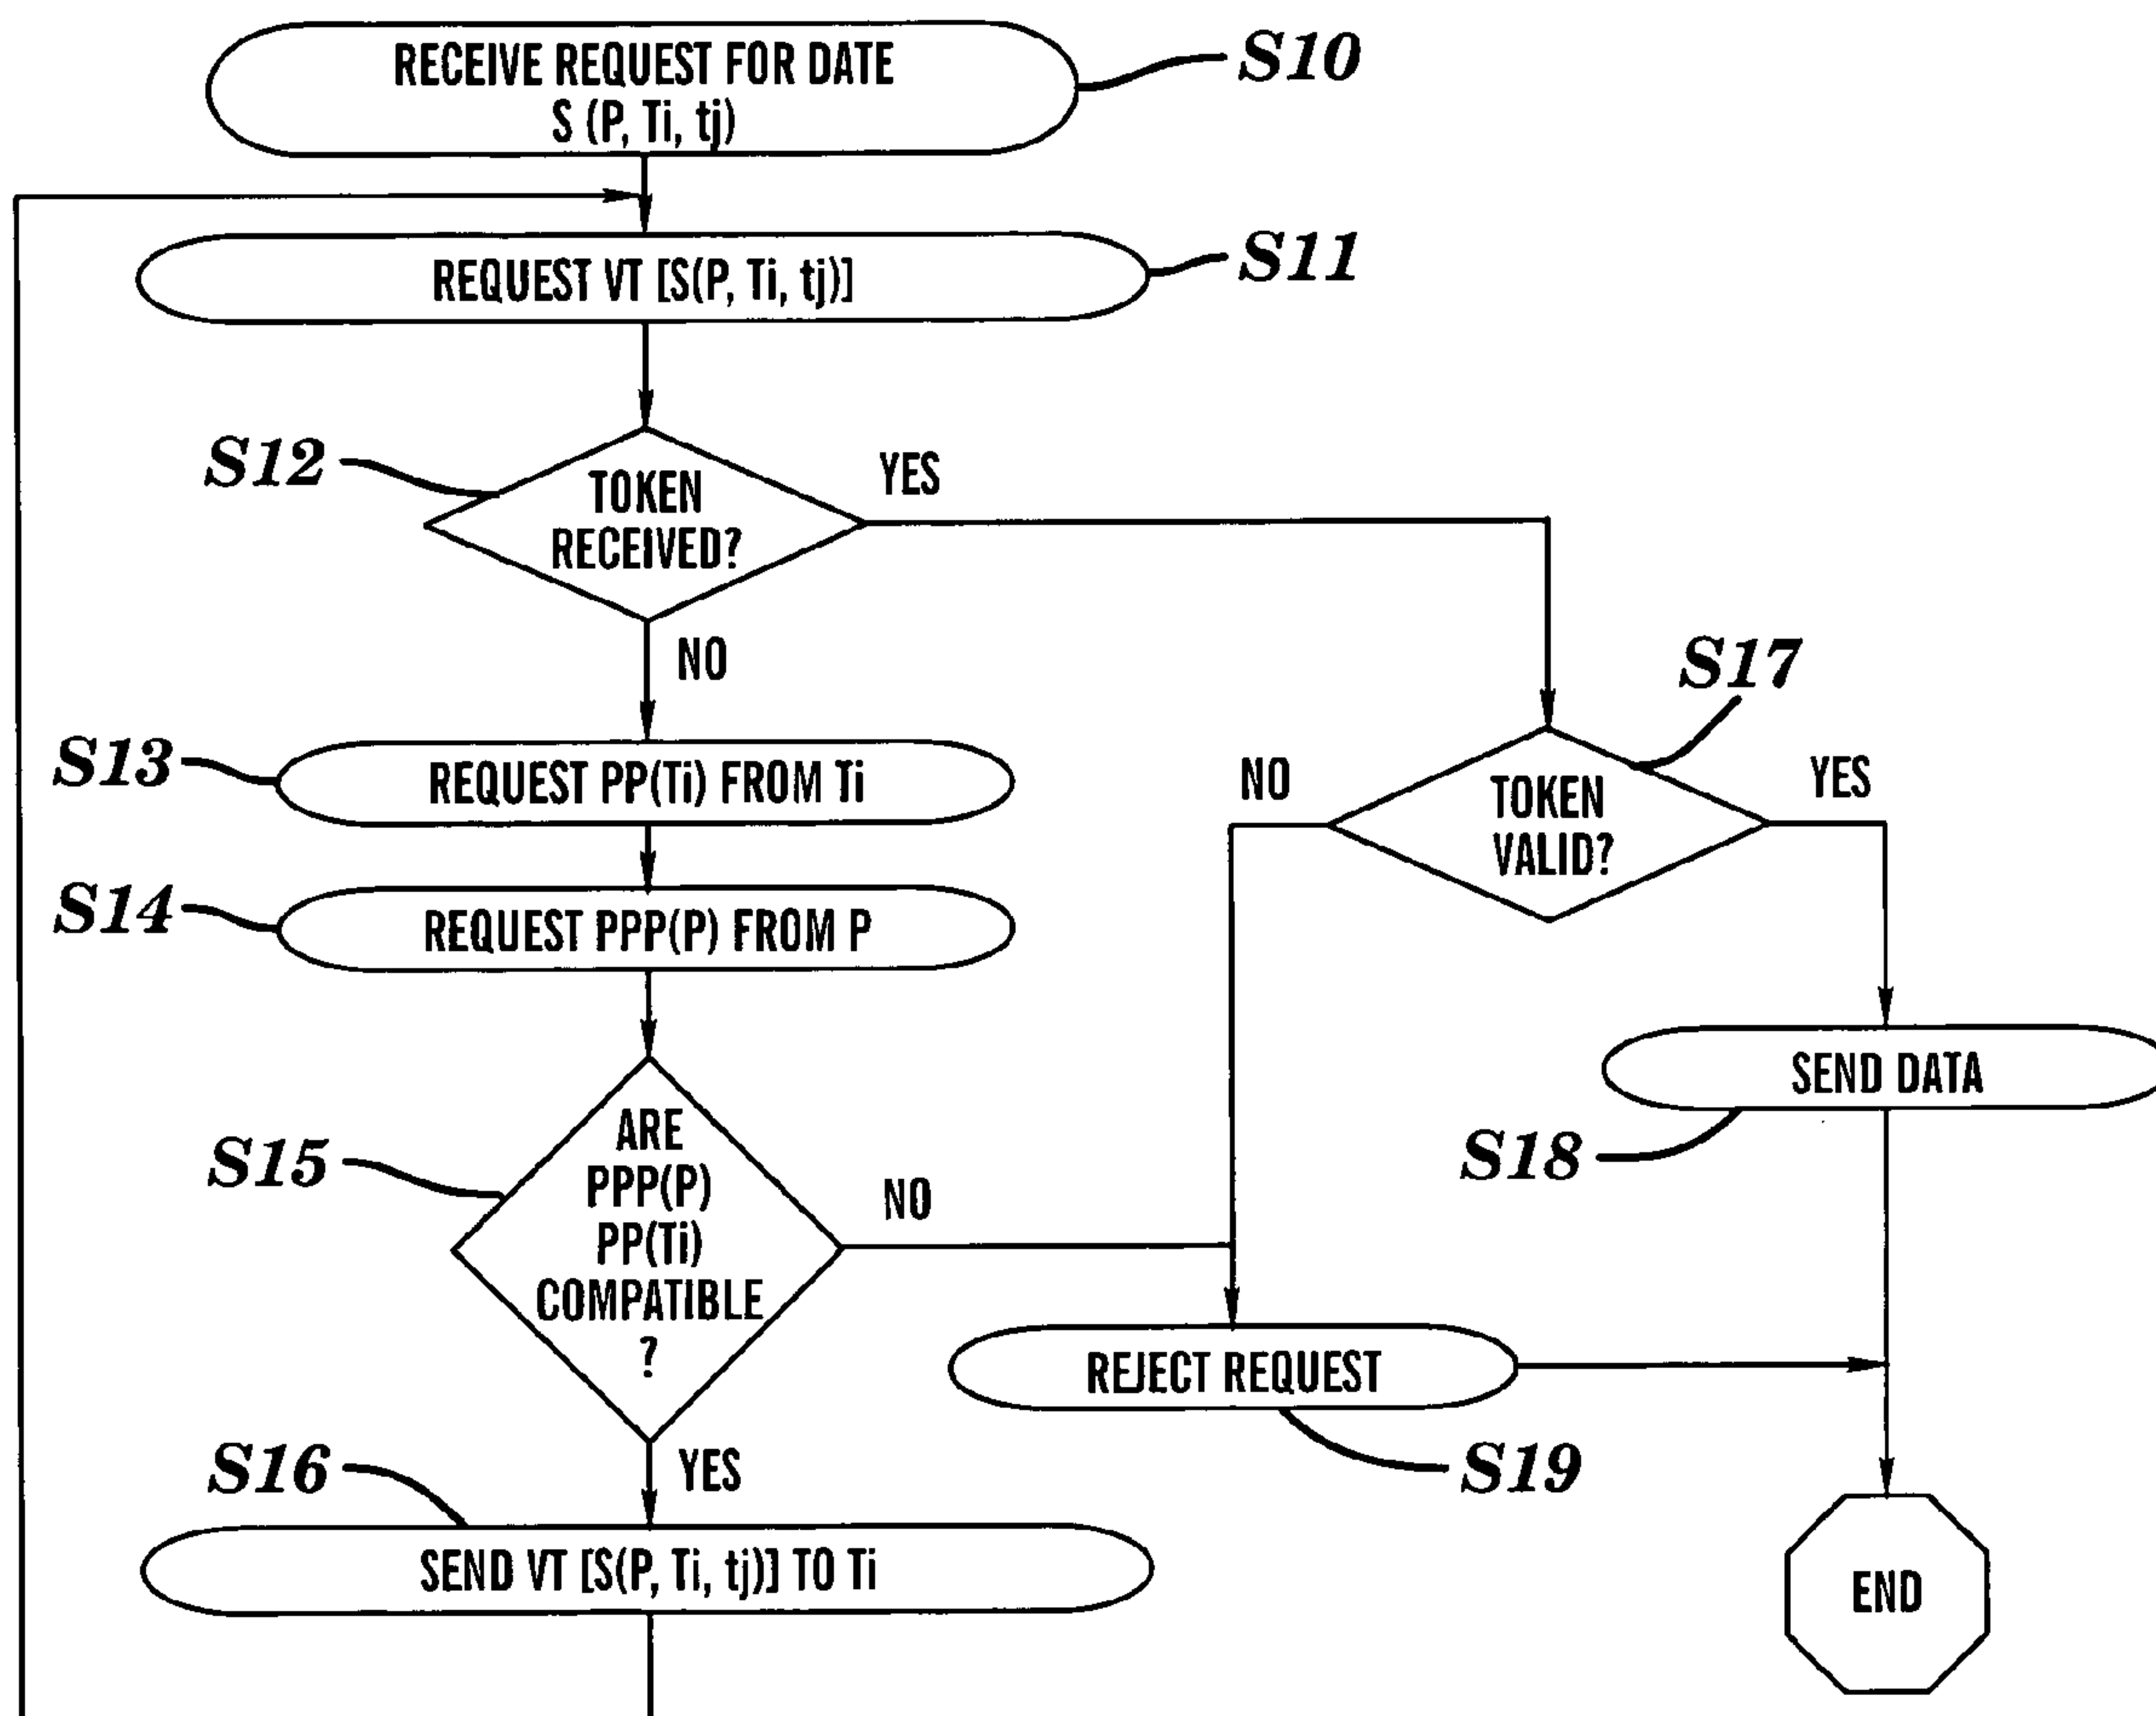 RECEIVE REQUEST FOR DATE
S (P, Ti, tj)
S10
REQUEST VT [S(P, Ti, tj)]
S11
S12
TOKEN
RECEIVED?
YES
NO
S13
REQUEST PP(Ti) FROM Ti
S14
REQUEST PPP(P) FROM P
S15
ARE
PPP(P)
PP(Ti)
COMPATIBLE
?
NO
YES
S16
SEND VT [S(P, Ti, tj)] TO Ti
S17
TOKEN
VALID?
NO
YES
SEND DATA
S18
REJECT REQUEST
S19
END